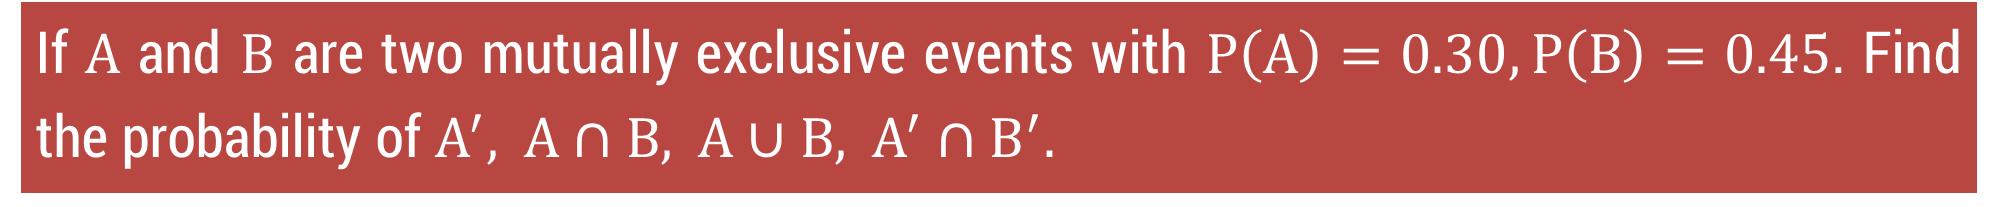 If A and B are two mutually exclusive events with P(A) = 0.30, P(B) = 0.45. Find
the probability of A′, A ∩ B, A ∪ B, A′ ∩ B′.